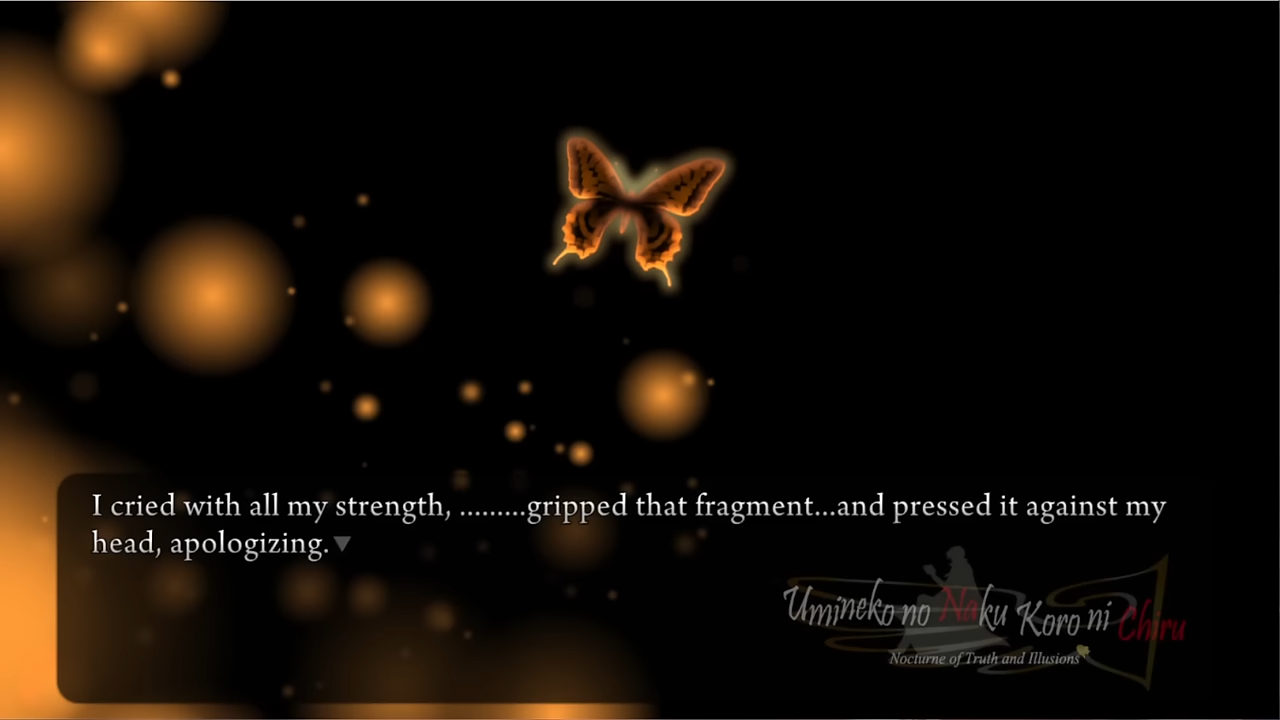 I cried with all my strength, .........gripped that fragment...and pressed it against my
head, apologizing.
Umineko no Naku Koro ni Chiru
Nocturne of Truth and Illusions